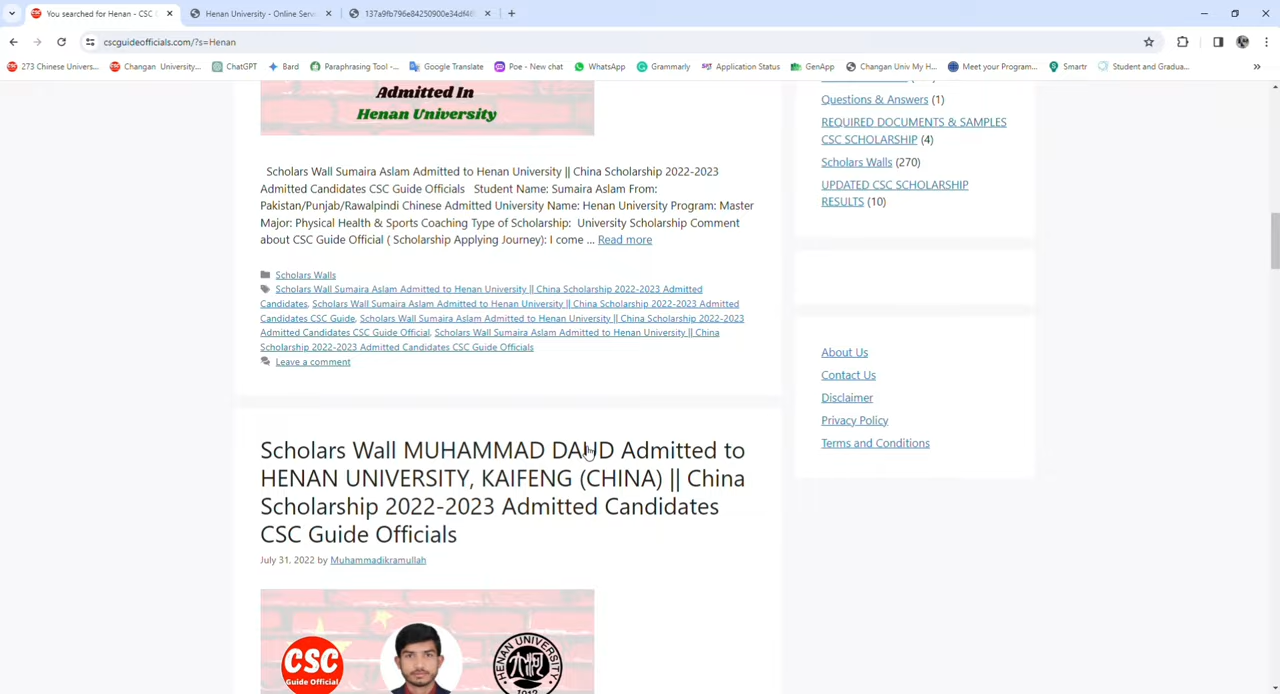 You searched for Henan - CSC G
Henan University - Online Serv
137a9fb796e84250900e34df46
cscguideofficials.com/?s=Henan
273 Chinese Univers...
Changan University...
ChatGPT
Bard
Paraphrasing Tool -...
Google Translate
Poe - New chat
WhatsApp
Grammarly
Application Status
GenApp
Changan Univ My H...
Meet your Program...
Smartr
Student and Gradua...
Admitted In
Henan University
Scholars Wall Sumaira Aslam Admitted to Henan University || China Scholarship 2022-2023
Admitted Candidates CSC Guide Officials Student Name: Sumaira Aslam From:
Pakistan/Punjab/Rawalpindi Chinese Admitted University Name: Henan University Program: Master
Major: Physical Health & Sports Coaching Type of Scholarship: University Scholarship Comment
about CSC Guide Official ( Scholarship Applying Journey): I come ... Read more
Scholars Walls
Scholars Wall Sumaira Aslam Admitted to Henan University || China Scholarship 2022-2023 Admitted
Candidates, Scholars Wall Sumaira Aslam Admitted to Henan University || China Scholarship 2022-2023 Admitted
Candidates CSC Guide, Scholars Wall Sumaira Aslam Admitted to Henan University || China Scholarship 2022-2023
Admitted Candidates CSC Guide Official, Scholars Wall Sumaira Aslam Admitted to Henan University || China
Scholarship 2022-2023 Admitted Candidates CSC Guide Officials
Leave a comment
Scholars Wall MUHAMMAD DAUD Admitted to
HENAN UNIVERSITY, KAIFENG (CHINA) || China
Scholarship 2022-2023 Admitted Candidates
CSC Guide Officials
July 31, 2022 by Muhammadikramullah
CSC
Guide Official
HENAN UNIVERSITY
1912
Questions & Answers (1)
REQUIRED DOCUMENTS & SAMPLES
CSC SCHOLARSHIP (4)
Scholars Walls (270)
UPDATED CSC SCHOLARSHIP
RESULTS (10)
About Us
Contact Us
Disclaimer
Privacy Policy
Terms and Conditions